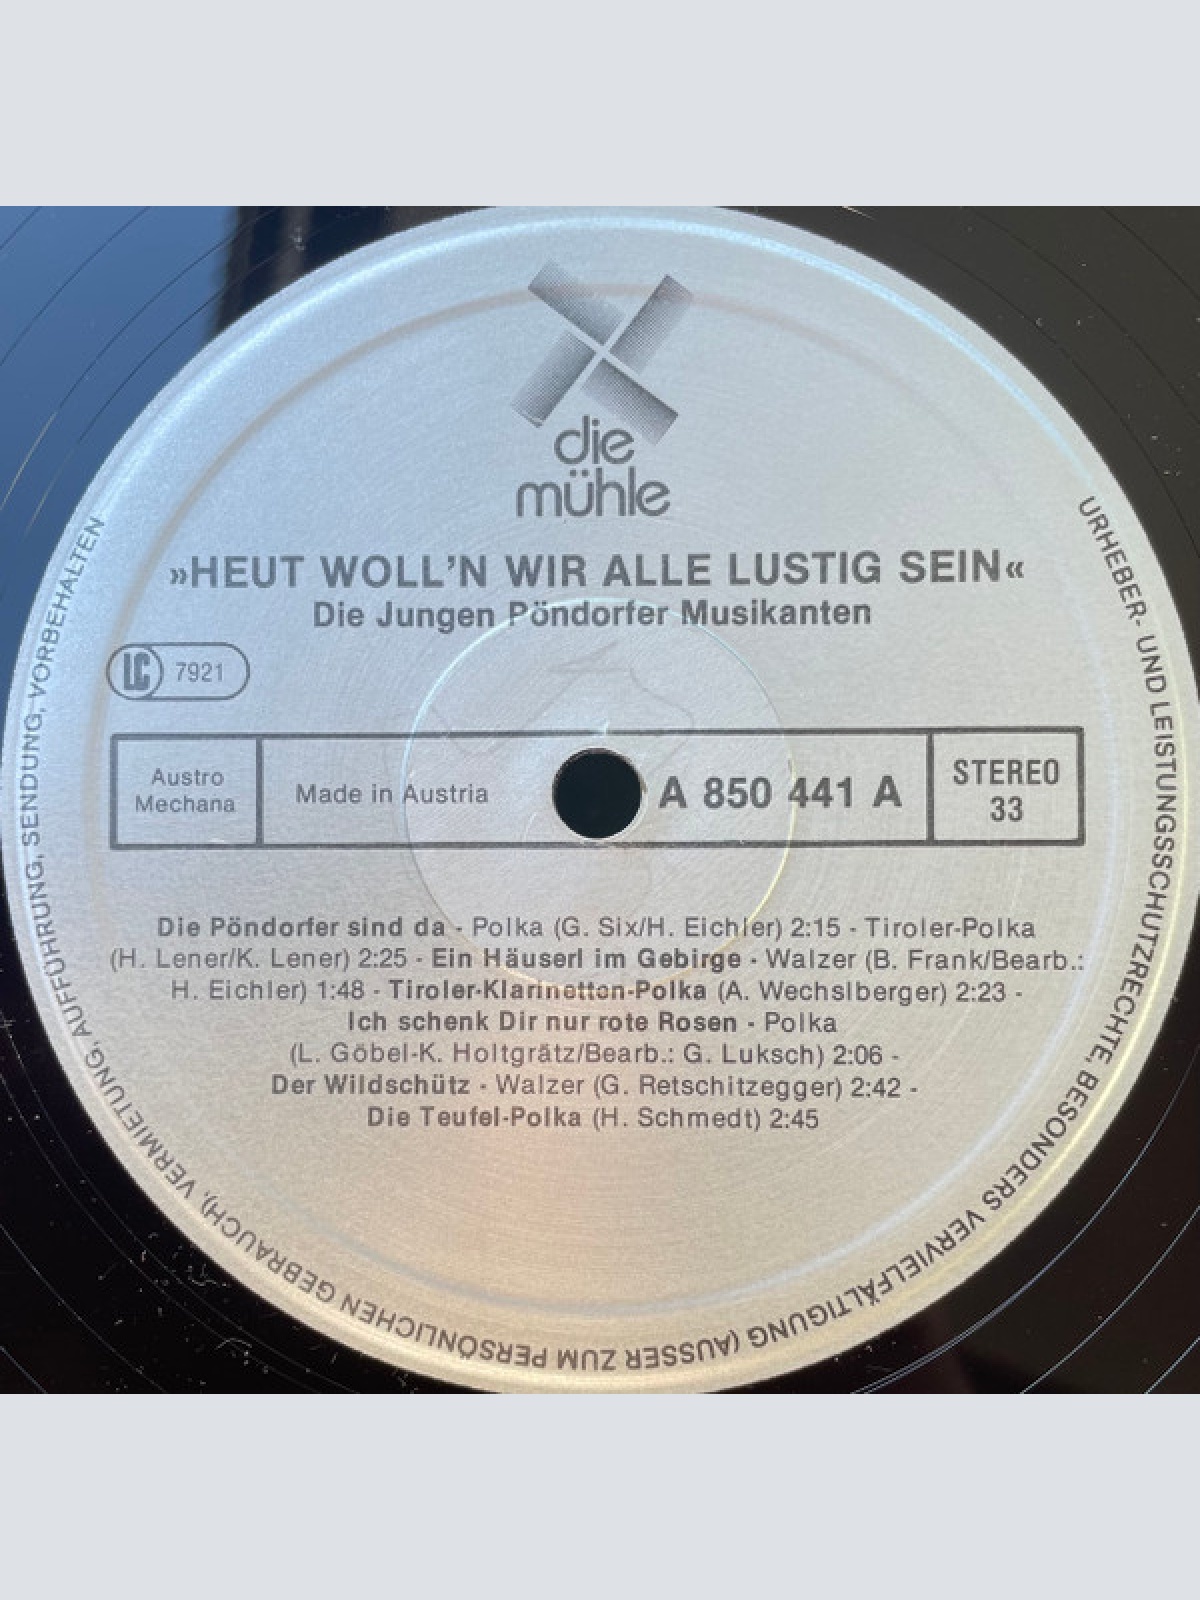 die
mühle
»HEUT WOLL'N WIR ALLE LUSTIG SEIN«
Die Jungen Pöndorfer Musikanten
LC 7921
Austro
Mechana
Made in Austria
A 850 441 A
STEREO
33
Die Pöndorfer sind da - Polka (G. Six/H. Eichler) 2:15 - Tiroler-Polka
(H. Lener/K. Lener) 2:25 - Ein Häuserl im Gebirge - Walzer (B. Frank/Bearb.:
H. Eichler) 1:48 - Tiroler-Klarinetten-Polka (A. Wechslberger) 2:23 -
Ich schenk Dir nur rote Rosen - Polka
(L. Göbel-K. Holtgrätz/Bearb.: G. Luksch) 2:06 -
Der Wildschütz - Walzer (G. Retschitzegger) 2:42 -
Die Teufel-Polka (H. Schmedt) 2:45
URHEBER- UND LEISTUNGSSCHUTZRECHTE, BESONDERS VERVIELFÄLTIGUNG (AUSSER ZUM PERSÖNLICHEN GEBRAUCH), VERMIETUNG, AUFFÜHRUNG, SENDUNG, VORBEHALTEN